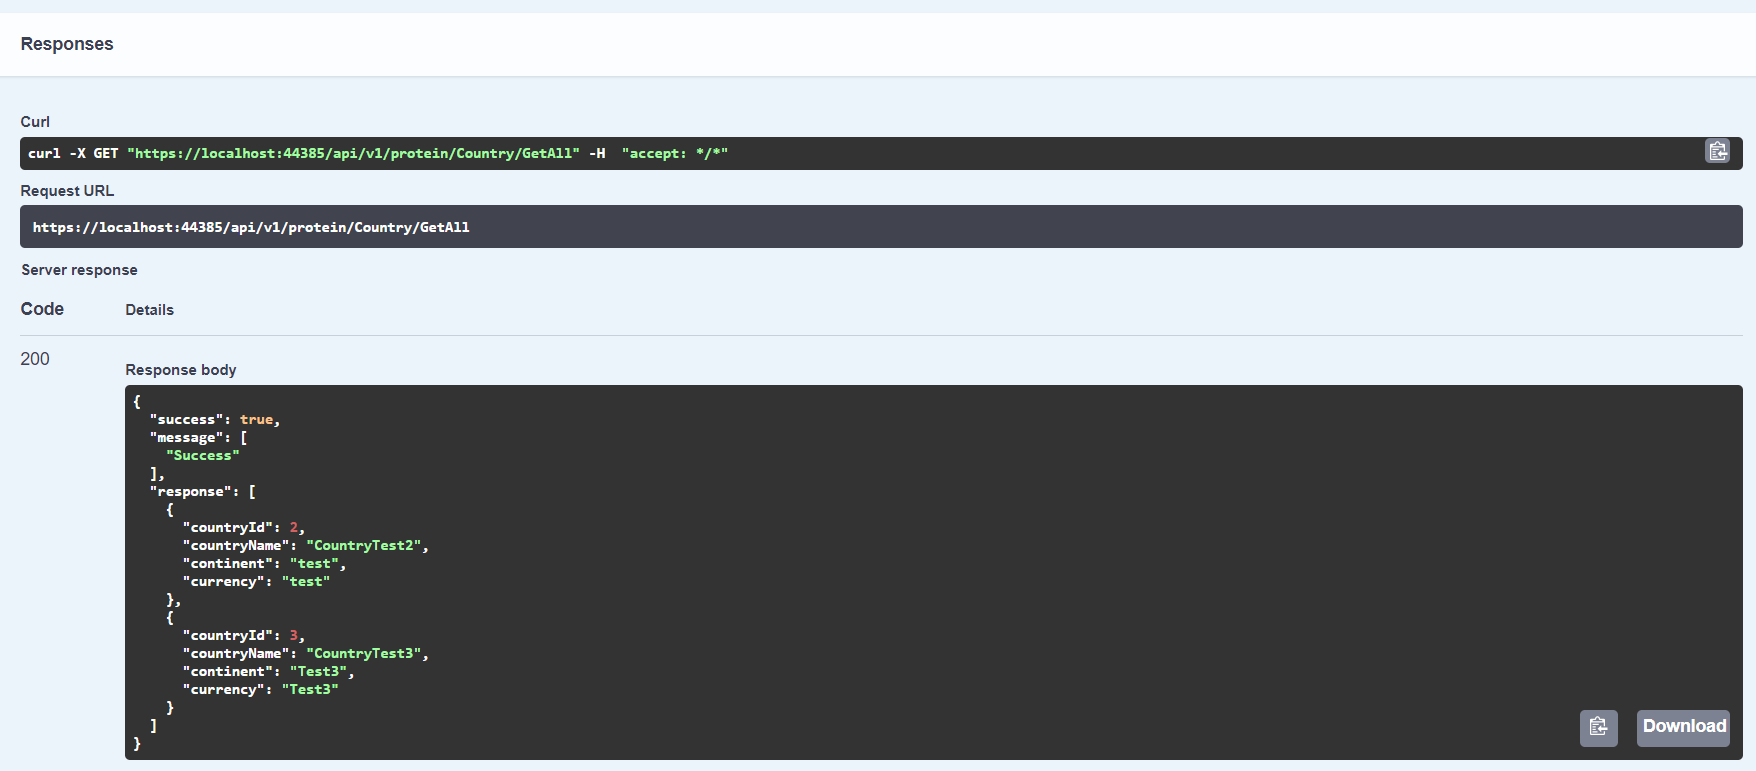 Responses
Curl
curl -X GET "https://localhost:44385/api/v1/protein/Country/GetAll" -H  "accept: */*"
Request URL
https://localhost:44385/api/v1/protein/Country/GetAll
Server response
Code Details
200
Response body
{
  "success": true,
  "message": [
    "Success"
  ],
  "response": [
    {
      "countryId": 2,
      "countryName": "CountryTest2",
      "continent": "test",
      "currency": "test"
    },
    {
      "countryId": 3,
      "countryName": "CountryTest3",
      "continent": "Test3",
      "currency": "Test3"
    }
  ]
}
Download